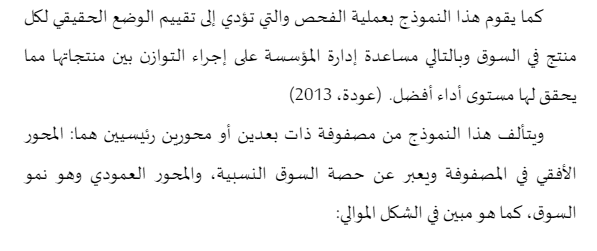 كما يقوم هذا النموذج بعملية الفحص والتي تؤدي إلى تقييم الوضع الحقيقي لكل
منتج في السوق وبالتالي مساعدة إدارة المؤسسة على إجراء التوازن بين منتجاتها مما
يحقق لها مستوى أداء أفضل. (عودة، 2013)
ويتألف هذا النموذج من مصفوفة ذات بعدين أو محورين رئيسيين هما: المحور
الأفقي في المصفوفة ويعبر عن حصة السوق النسبية، والمحور العمودي وهو نمو
السوق، كما هو مبين في الشكل الموالي: